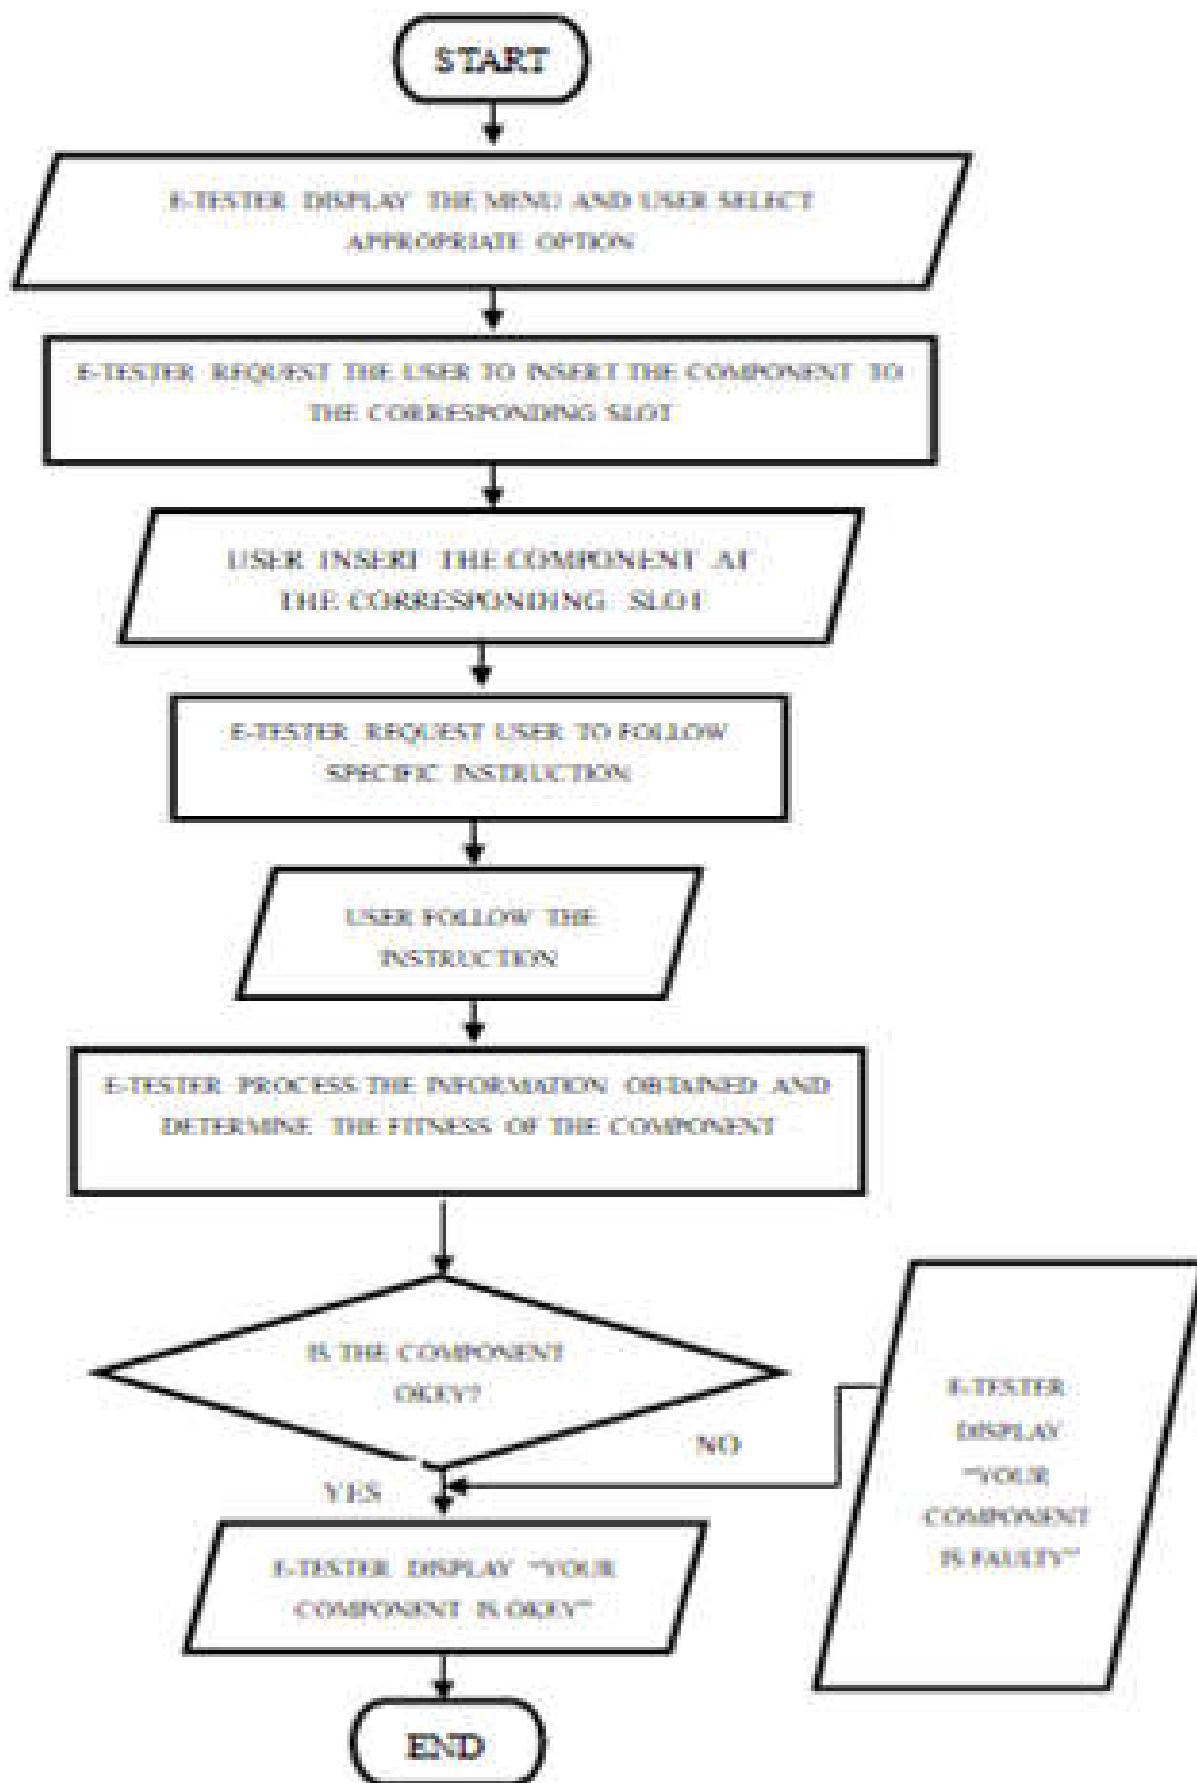 START
E-TESTER DISPLAY THE MENU AND USER SELECT
APPROPRIATE OPTION
E-TESTER REQUEST THE USER TO INSERT THE COMPONENT TO
THE CORRESPONDING SLOT
USER INSERT THE COMPONENT AT
THE CORRESPONDING SLOT
E-TESTER REQUEST USER TO FOLLOW
SPECIFIC INSTRUCTION
USER FOLLOW THE
INSTRUCTION
E-TESTER PROCESS THE INFORMATION OBTAINED AND
DETERMINE THE FITNESS OF THE COMPONENT
IS THE COMPONENT
OKEY?
NO
YES
E-TESTER
DISPLAY
"YOUR
COMPONENT
IS FAULTY"
E-TESTER DISPLAY "YOUR
COMPONENT IS OKEY"
END